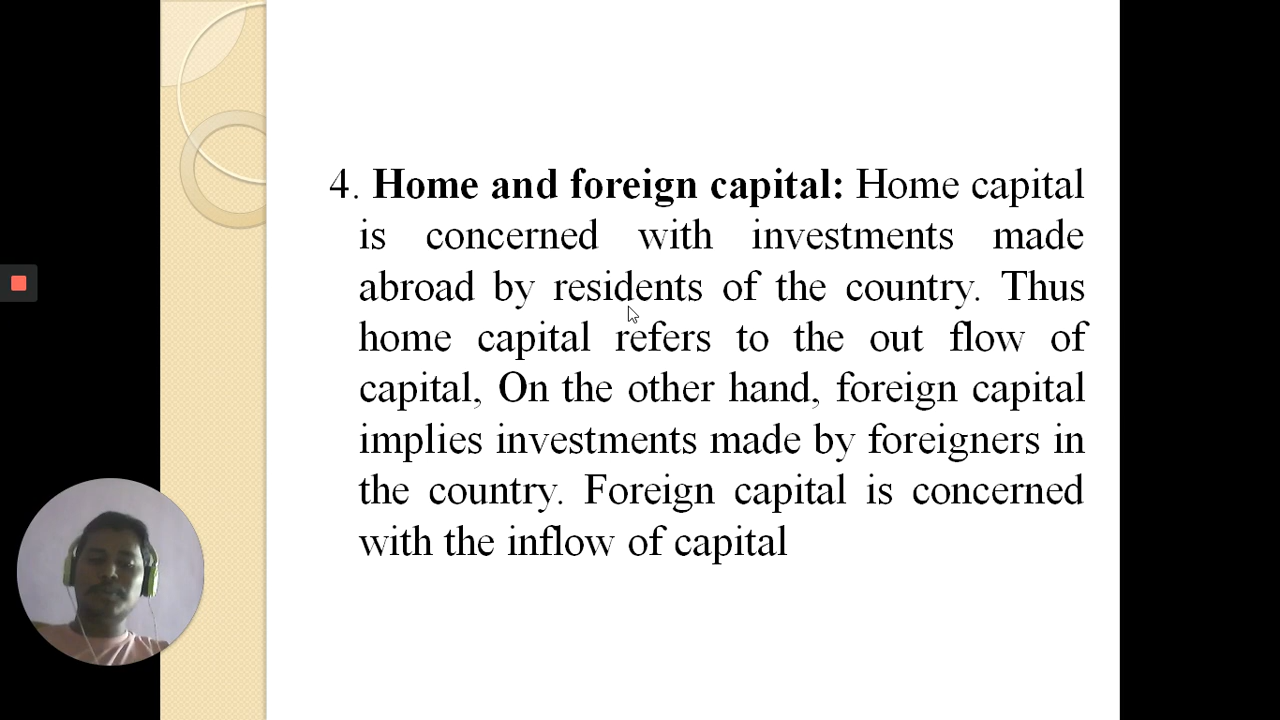 4. Home and foreign capital: Home capital
is concerned with investments made
abroad by residents of the country. Thus
home capital refers to the out flow of
capital, On the other hand, foreign capital
implies investments made by foreigners in
the country. Foreign capital is concerned
with the inflow of capital